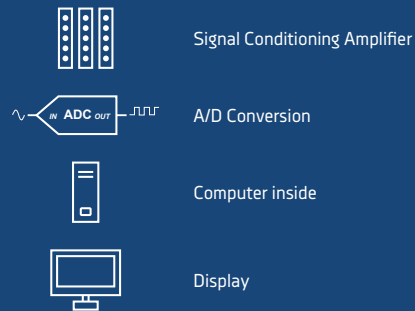 Signal Conditioning Amplifier
IN ADC OUT
A/D Conversion
Computer inside
Display